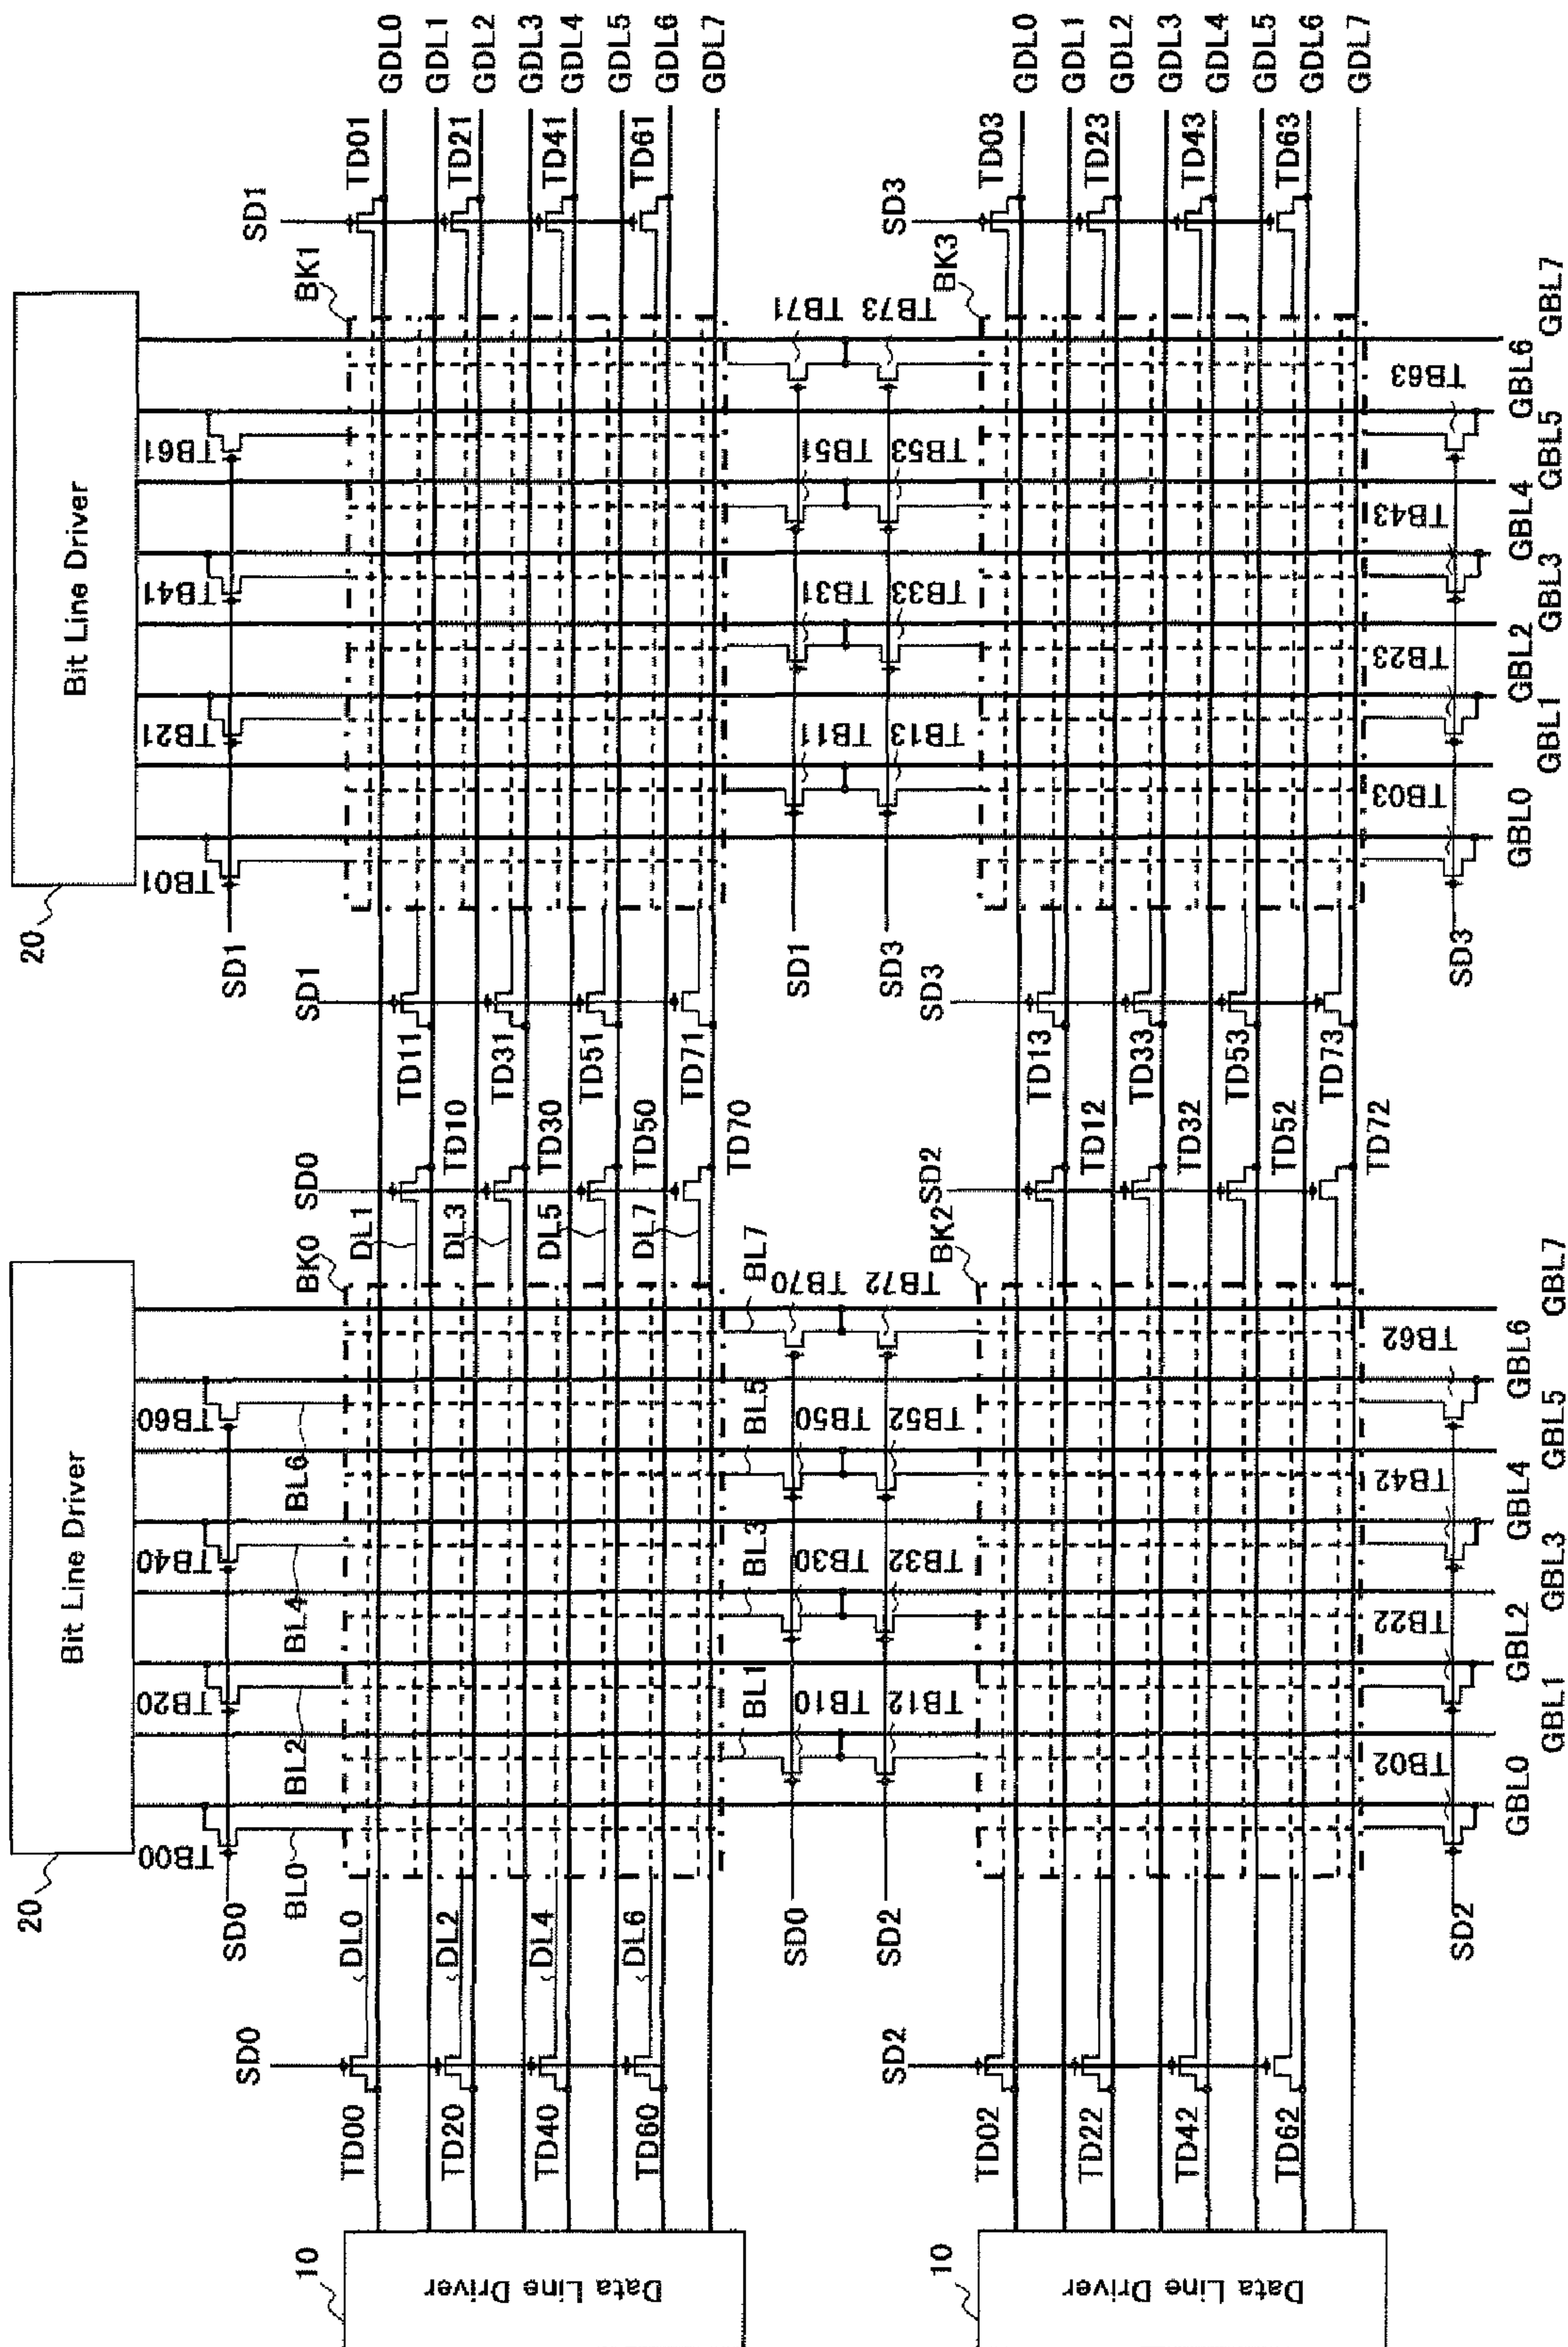 20
Bit Line Driver
20
Bit Line Driver
TB00
TB20
TB40
TB60
TB01
TB21
TB41
TB61
SD0
SD1
BL0
BL2
BL4
BL6
SD0
SD0
SD1
SD1
10
Data Line Driver
BK0
BK1
TD00
DL0
DL1
TD11
TD01
GDL0
TD10
GDL1
TD20
DL2
DL3
TD31
TD21
GDL2
TD30
GDL3
TD40
DL4
DL5
TD51
TD41
GDL4
TD50
GDL5
TD60
DL6
DL7
TD71
TD61
GDL6
TD70
GDL7
BL1
BL3
BL5
BL7
SD0
TB10
TB30
TB50
TB70
SD1
TB11
TB31
TB51
TB71
SD2
TB12
TB32
TB52
TB72
SD3
TB13
TB33
TB53
TB73
SD2
BK2
SD2
SD3
BK3
SD3
10
Data Line Driver
TD02
TD13
TD03
GDL0
TD12
GDL1
TD22
TD33
TD23
GDL2
TD32
GDL3
TD42
TD53
TD43
GDL4
TD52
GDL5
TD62
TD73
TD63
GDL6
TD72
GDL7
TB02
TB22
TB42
TB62
TB03
TB23
TB43
TB63
SD2
SD3
GBL0
GBL2
GBL4
GBL6
GBL0
GBL2
GBL4
GBL6
GBL1
GBL3
GBL5
GBL7
GBL1
GBL3
GBL5
GBL7